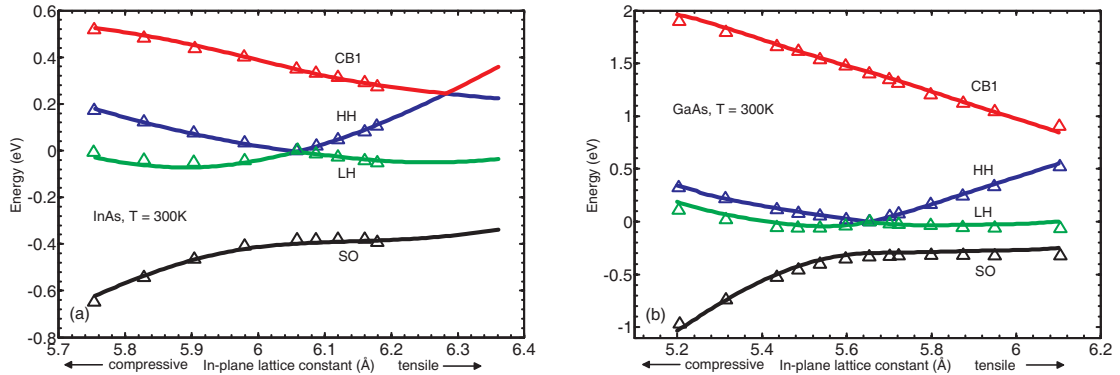 0.6
0.4
0.2
0
-0.2
-0.4
-0.6
-0.8
Energy (eV)
CB1
HH
LH
InAs, T = 300K
SO
(a)
5.7 5.8 5.9 6 6.1 6.2 6.3 6.4
compressive In-plane lattice constant (Å) tensile
2
1.5
1
0.5
0
-0.5
-1
Energy (eV)
CB1
GaAs, T = 300K
HH
LH
SO
(b)
5.2 5.4 5.6 5.8 6 6.2
compressive In-plane lattice constant (Å) tensile